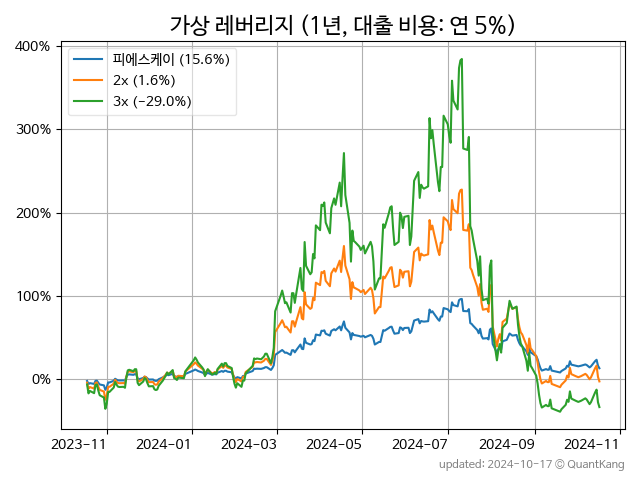 가상 레버리지 (1년, 대출 비용: 연 5%)
400%
300%
200%
100%
0%
피에스케이 (15.6%)
2x (1.6%)
3x (-29.0%)
2023-11
2024-01
2024-03
2024-05
2024-07
2024-09
2024-11
updated: 2024-10-17 © QuantKang